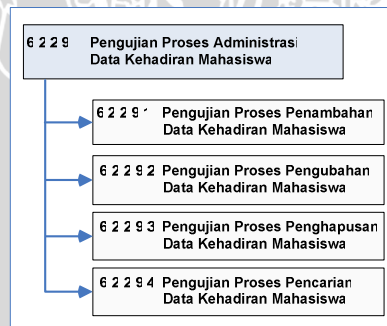 6 2 2 9 Pengujian Proses Administrasi
Data Kehadiran Mahasiswa
6 2 2 9 1 Pengujian Proses Penambahan
Data Kehadiran Mahasiswa
6 2 2 9 2 Pengujian Proses Pengubahan
Data Kehadiran Mahasiswa
6 2 2 9 3 Pengujian Proses Penghapusan
Data Kehadiran Mahasiswa
6 2 2 9 4 Pengujian Proses Pencarian
Data Kehadiran Mahasiswa